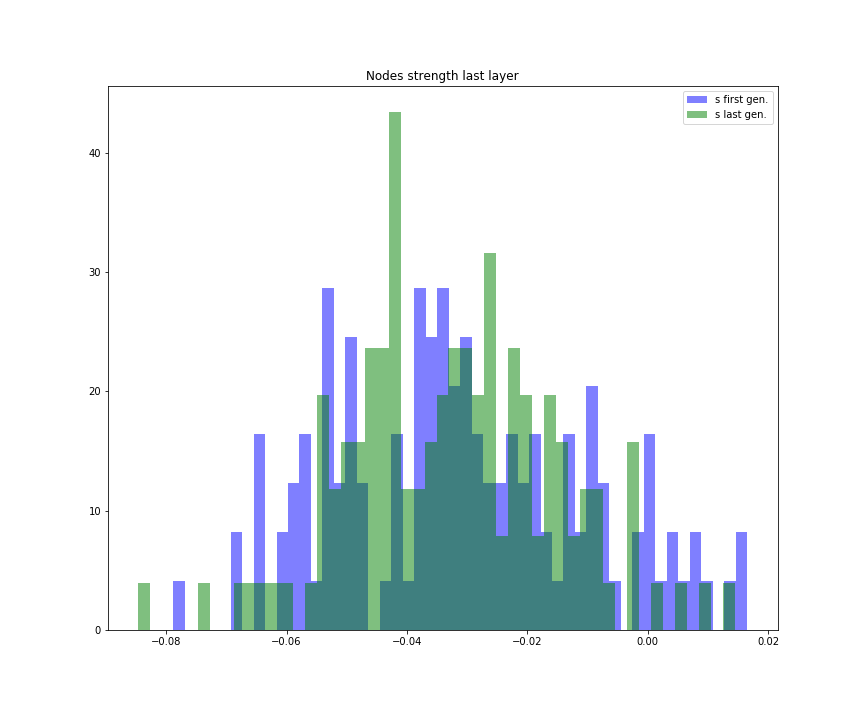 Nodes strength last layer
s first gen.
s last gen.
40
30
20
10
0
−0.08 −0.06 −0.04 −0.02 0.00 0.02